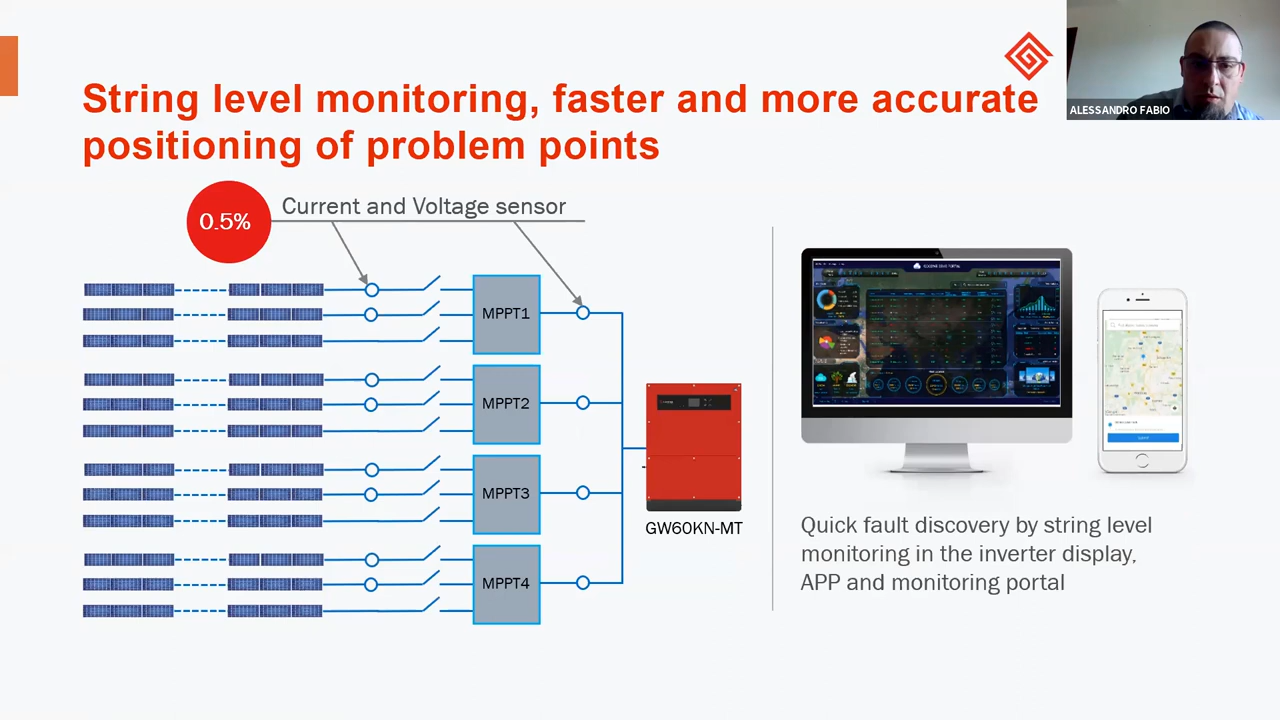 String level monitoring, faster and more accurate
positioning of problem points
ALESSANDRO FABIO
0.5%
Current and Voltage sensor
MPPT1
MPPT2
MPPT3
MPPT4
GW60KN-MT
Quick fault discovery by string level
monitoring in the inverter display,
APP and monitoring portal